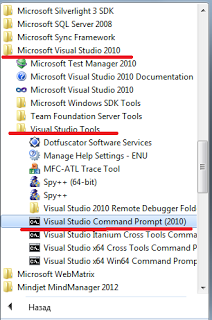 Microsoft Silverlight 3 SDK
Microsoft SQL Server 2008
Microsoft Sync Framework
Microsoft Visual Studio 2010
Microsoft Test Manager 2010
Microsoft Visual Studio 2010 Documentation
Microsoft Visual Studio 2010
Microsoft Windows SDK Tools
Team Foundation Server Tools
Visual Studio Tools
Dotfuscator Software Services
Manage Help Settings - ENU
MFC-ATL Trace Tool
Spy++ (64-bit)
Spy++
Visual Studio 2010 Remote Debugger Fold
Visual Studio Command Prompt (2010)
Visual Studio Itanium Cross Tools Comma
Visual Studio x64 Cross Tools Command P
Visual Studio x64 Win64 Command Promp
Microsoft WebMatrix
Mindjet MindManager 2012
Назад